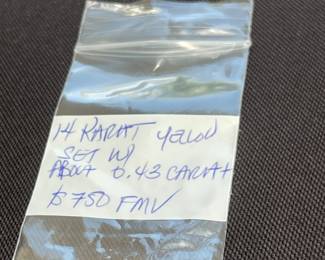 14 KARAT YELLOW
SET W/
ABOUT 0.43 CARAT
$750 FMV